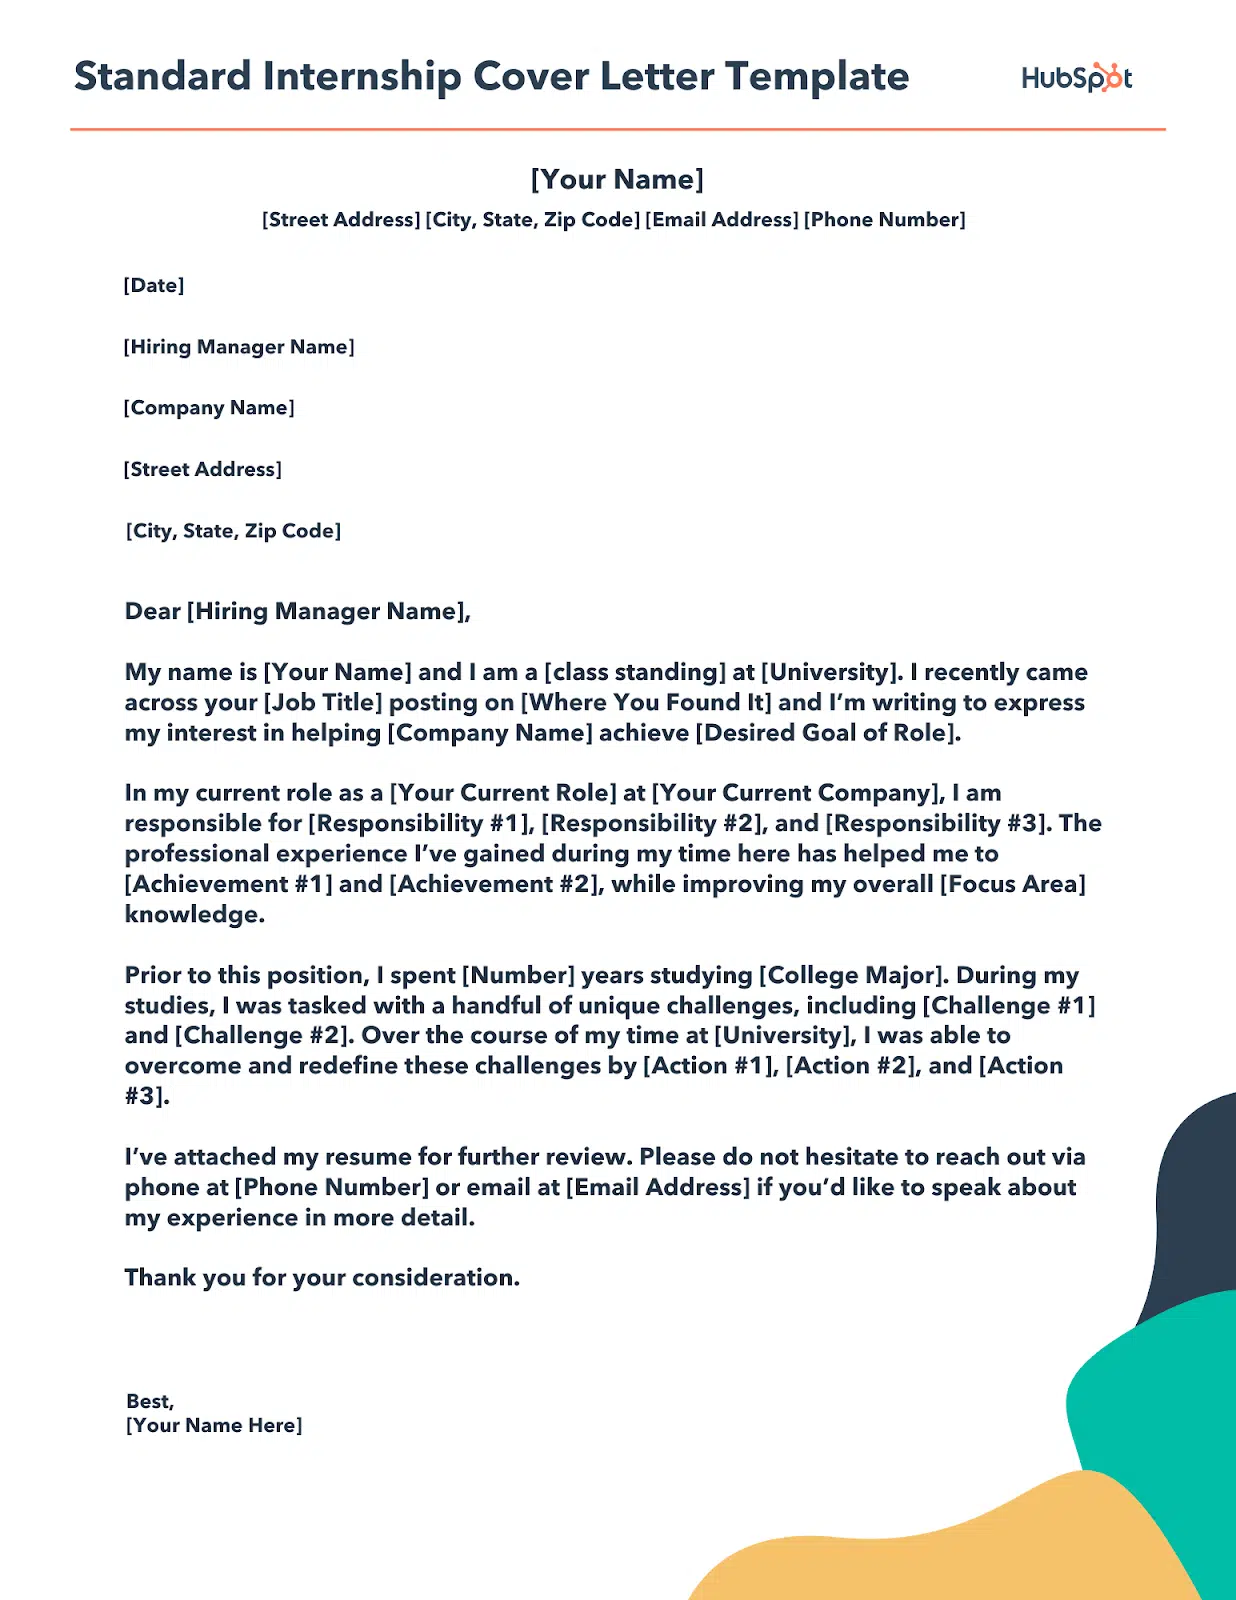 Standard Internship Cover Letter Template
HubSpot
[Your Name]
[Street Address] [City, State, Zip Code] [Email Address] [Phone Number]
[Date]
[Hiring Manager Name]
[Company Name]
[Street Address]
[City, State, Zip Code]
Dear [Hiring Manager Name],
My name is [Your Name] and I am a [class standing] at [University]. I recently came
across your [Job Title] posting on [Where You Found It] and I’m writing to express
my interest in helping [Company Name] achieve [Desired Goal of Role].
In my current role as a [Your Current Role] at [Your Current Company], I am
responsible for [Responsibility #1], [Responsibility #2], and [Responsibility #3]. The
professional experience I’ve gained during my time here has helped me to
[Achievement #1] and [Achievement #2], while improving my overall [Focus Area]
knowledge.
Prior to this position, I spent [Number] years studying [College Major]. During my
studies, I was tasked with a handful of unique challenges, including [Challenge #1]
and [Challenge #2]. Over the course of my time at [University], I was able to
overcome and redefine these challenges by [Action #1], [Action #2], and [Action
#3].
I’ve attached my resume for further review. Please do not hesitate to reach out via
phone at [Phone Number] or email at [Email Address] if you’d like to speak about
my experience in more detail.
Thank you for your consideration.
Best,
[Your Name Here]